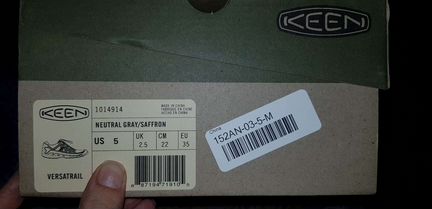 KEEN
KEEN
1014914
MADE IN CHINA
NEUTRAL GRAY/SAFFRON
US 5
UK 2.5
CM 22
EU 35
VERSATRAIL
China
152AN-03-5-M